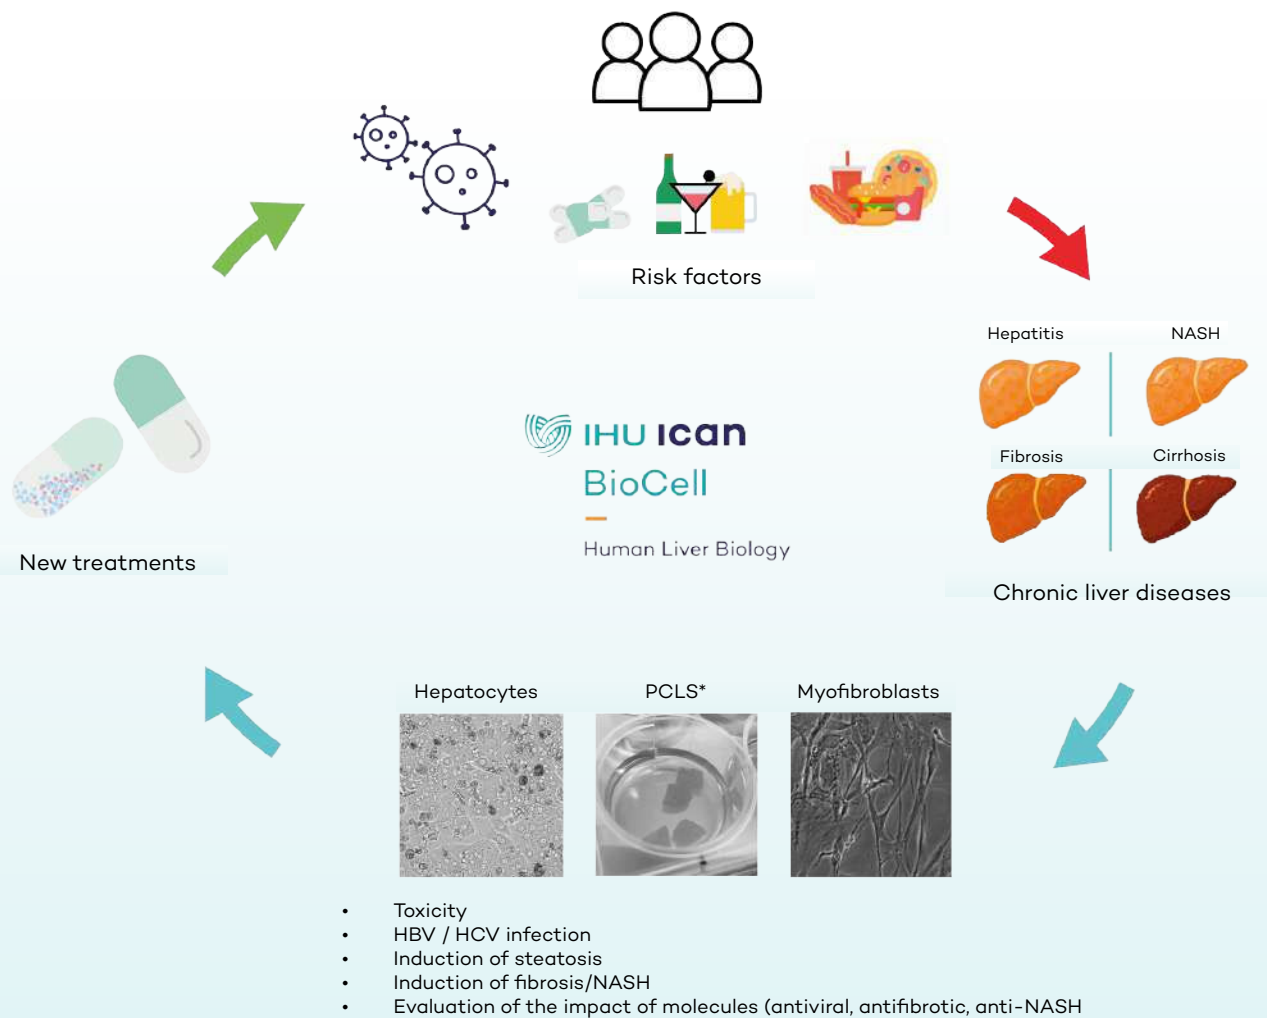 Risk factors
Hepatitis
NASH
Fibrosis
Cirrhosis
Chronic liver diseases
IHU ICAN
BioCell
Human Liver Biology
New treatments
Hepatocytes
PCLS*
Myofibroblasts
• Toxicity
• HBV / HCV infection
• Induction of steatosis
• Induction of fibrosis/NASH
• Evaluation of the impact of molecules (antiviral, antifibrotic, anti-NASH